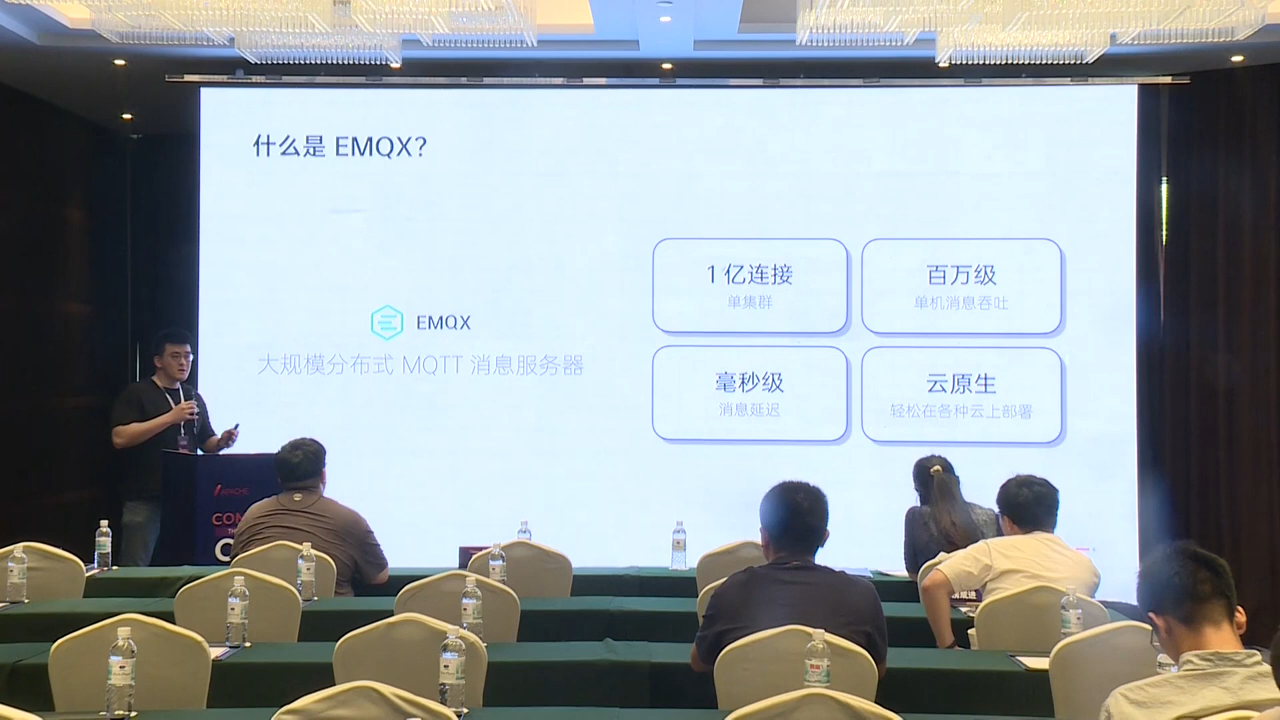 什么是 EMQX？
EMQX
大规模分布式 MQTT 消息服务器
1 亿连接
单集群
百万级
单机消息吞吐
毫秒级
消息延迟
云原生
轻松在各种云上部署
APACHE